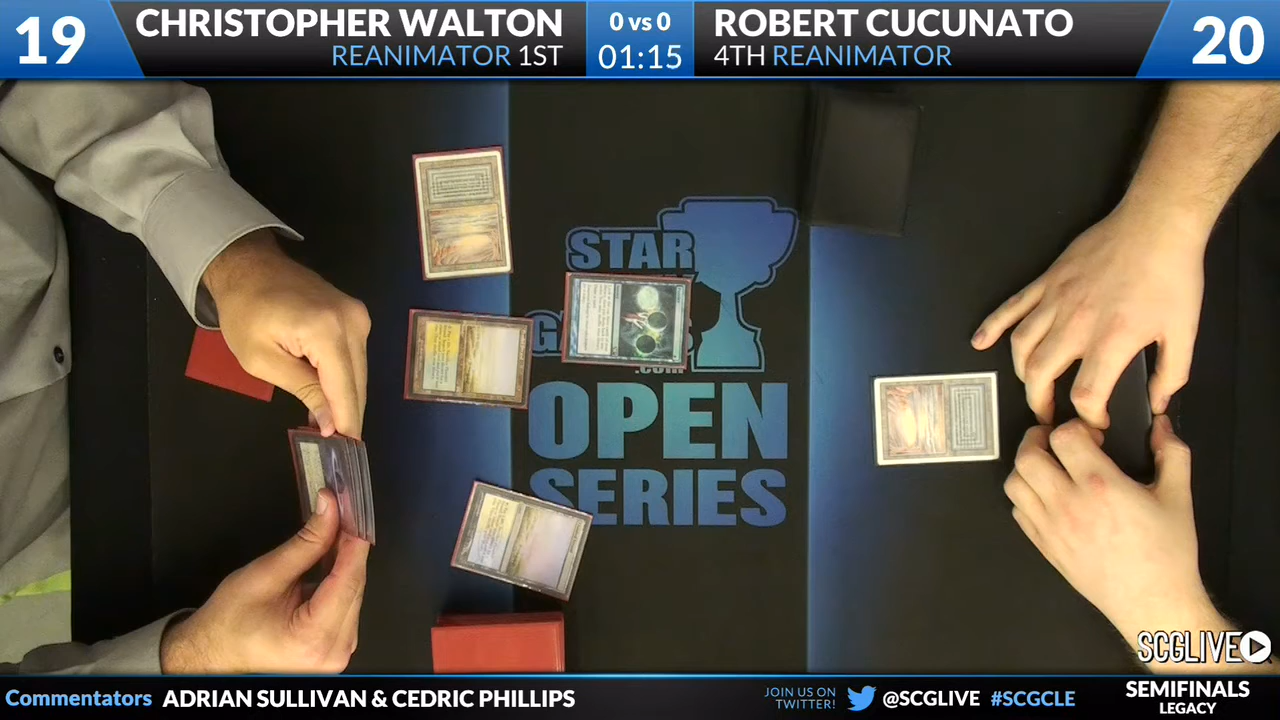 19
CHRISTOPHER WALTON
REANIMATOR 1ST
0 vs 0
01:15
ROBERT CUCUNATO
4TH REANIMATOR
20
STAR
OPEN
SERIES
SCGLIVE
Commentators ADRIAN SULLIVAN & CEDRIC PHILLIPS
JOIN US ON
TWITTER!
@SCGLIVE #SCGCLE
SEMIFINALS
LEGACY